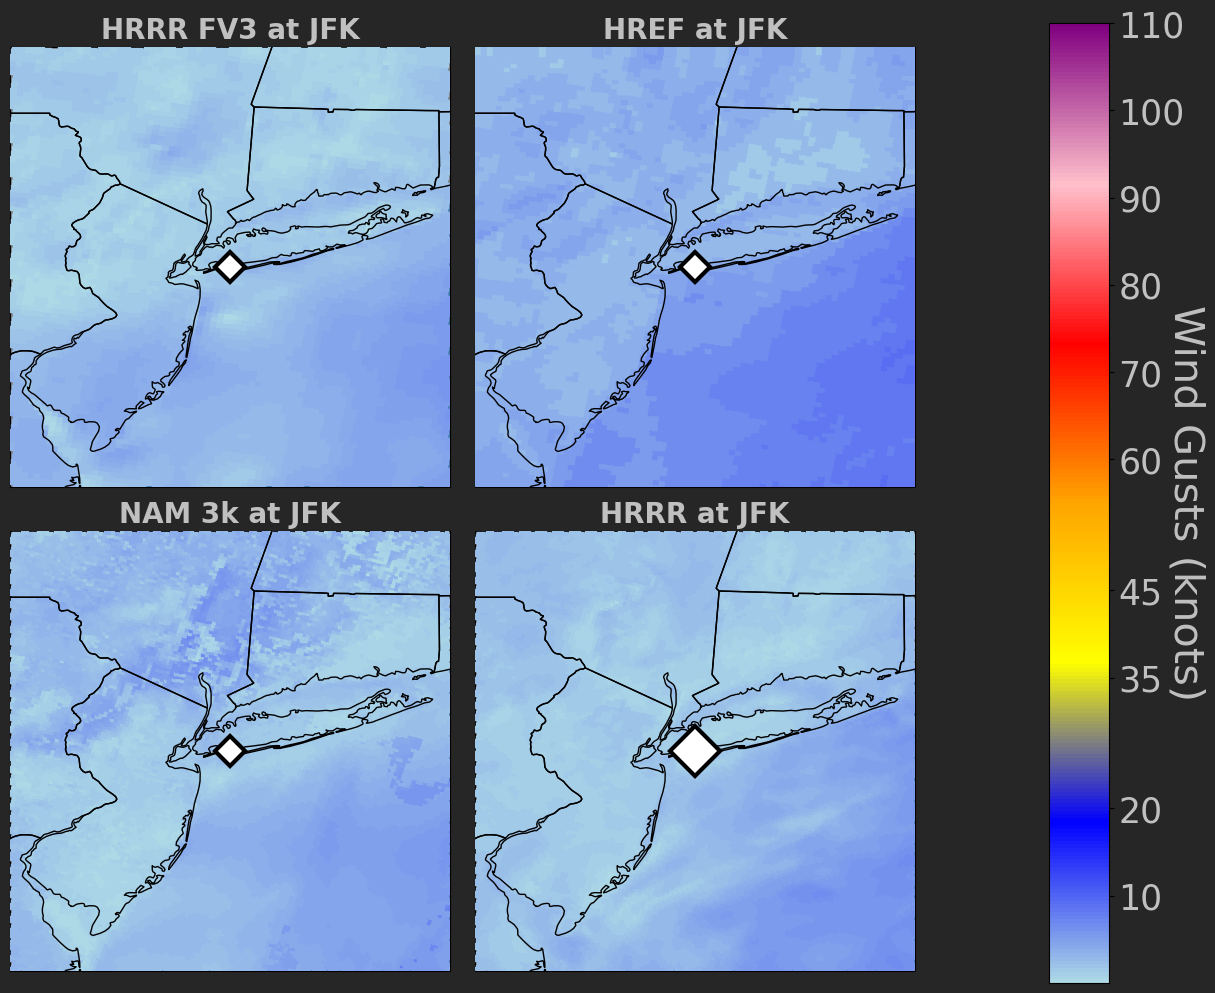 HRRR FV3 at JFK
HREF at JFK
NAM 3k at JFK
HRRR at JFK
110
100
90
80
70
60
45
35
20
10
Wind Gusts (knots)